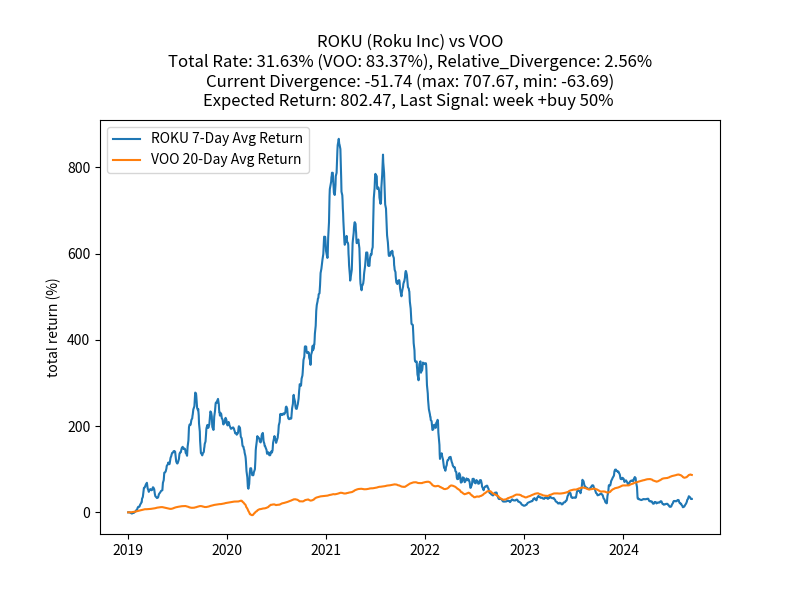 ROKU (Roku Inc) vs VOO
Total Rate: 31.63% (VOO: 83.37%), Relative_Divergence: 2.56%
Current Divergence: -51.74 (max: 707.67, min: -63.69)
Expected Return: 802.47, Last Signal: week +buy 50%
ROKU 7-Day Avg Return
VOO 20-Day Avg Return
total return (%)
800
600
400
200
0
2019 2020 2021 2022 2023 2024